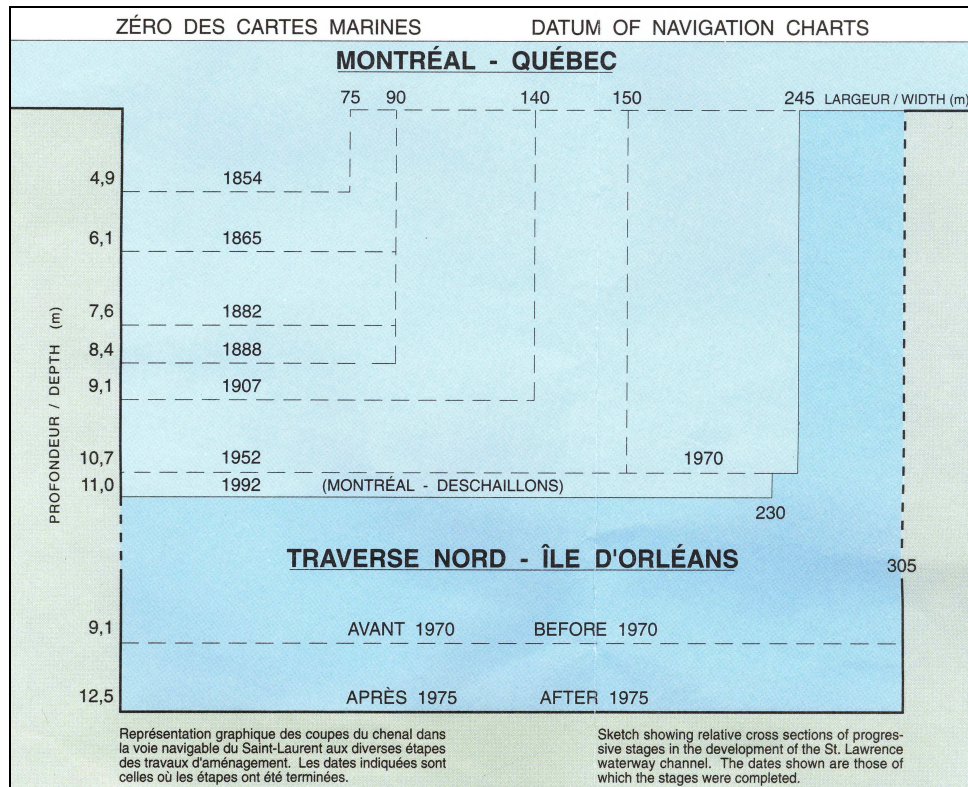 ZÉRO DES CARTES MARINES DATUM OF NAVIGATION CHARTS
MONTRÉAL - QUÉBEC
75 90 140 150 245 LARGEUR / WIDTH (m)
4,9 1854
6,1 1865
7,6 1882
8,4 1888
9,1 1907
10,7 1952 1970
11,0 1992 (MONTRÉAL - DESCHAILLONS)
230
PROFONDEUR / DEPTH (m)
TRAVERSE NORD - ÎLE D'ORLÉANS
305
9,1 AVANT 1970 BEFORE 1970
12,5 APRÈS 1975 AFTER 1975
Représentation graphique des coupes du chenal dans
la voie navigable du Saint-Laurent aux diverses étapes
des travaux d'aménagement. Les dates indiquées sont
celles où les étapes ont été terminées.
Sketch showing relative cross sections of progres-
sive stages in the development of the St. Lawrence
waterway channel. The dates shown are those of
which the stages were completed.